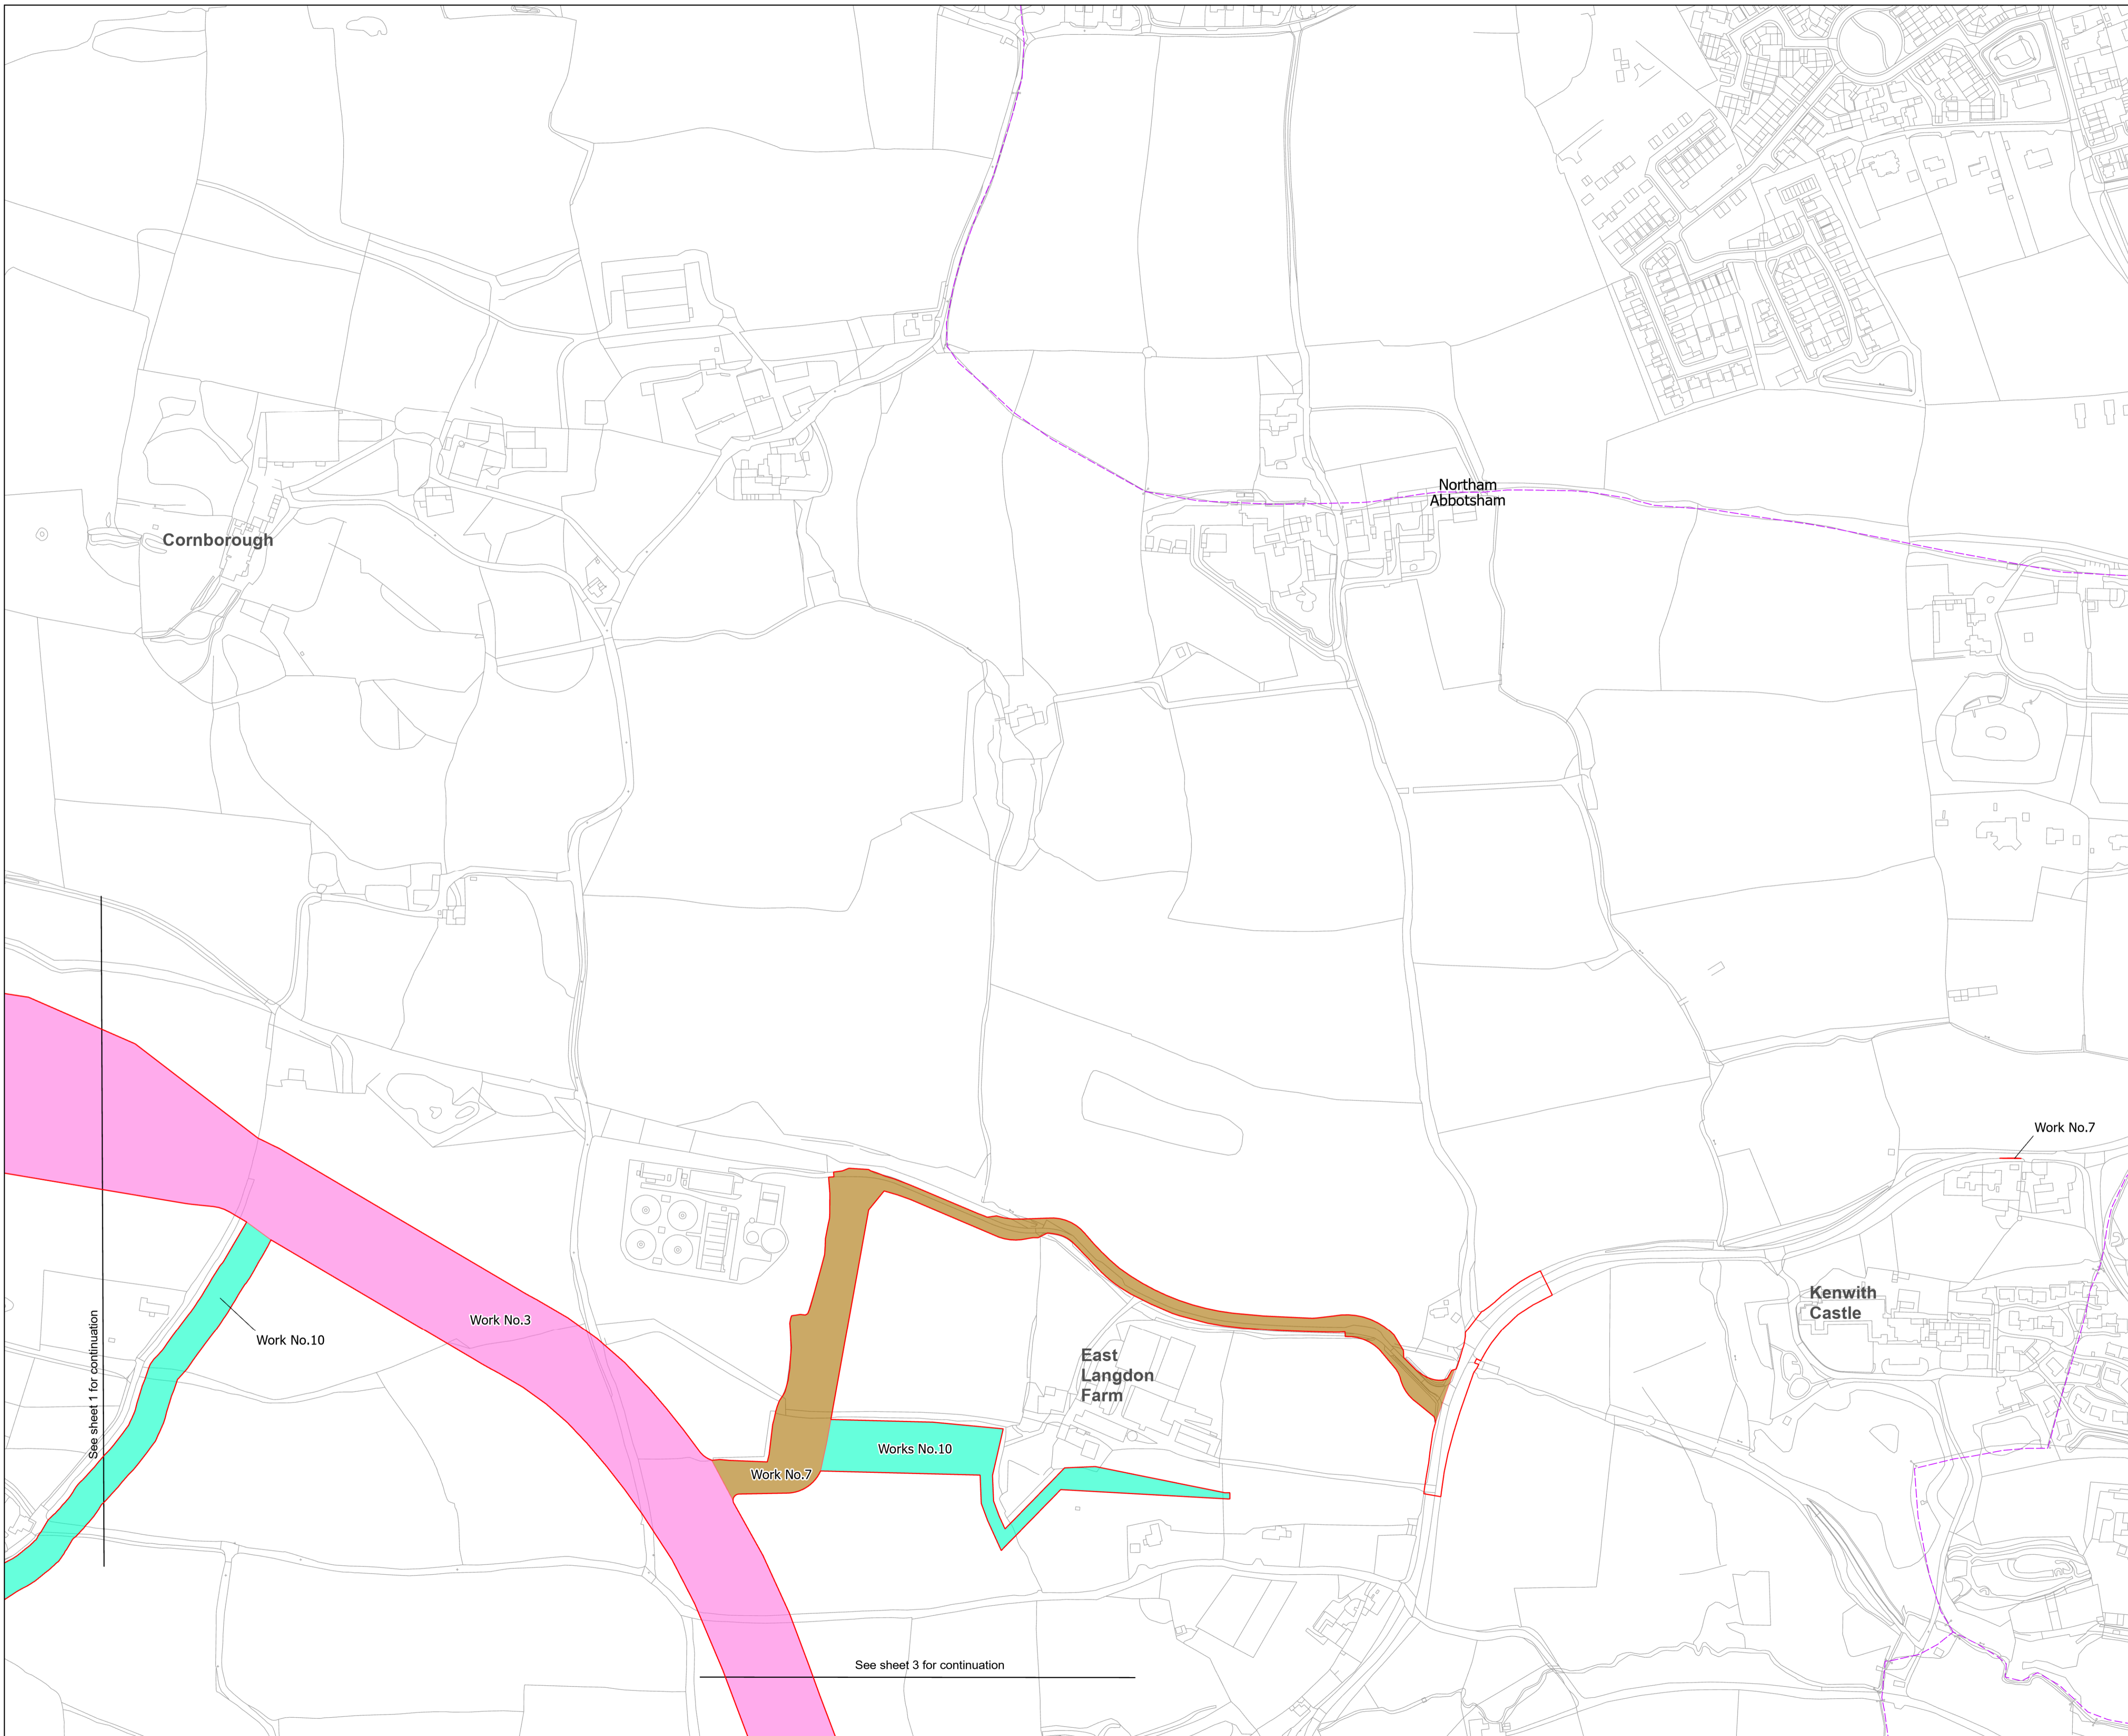 Northam
Abbotsham
Cornborough
Work No.7
Kenwith
Castle
See sheet 1 for continuation
Work No.3
Work No.10
East
Langdon
Farm
Works No.10
Work No.7
See sheet 3 for continuation